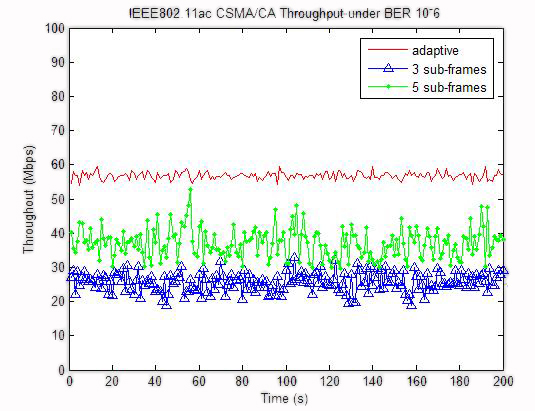 IEEE802 11ac CSMA/CA Throughput under BER 10^-6
100
90
80
70
60
50
40
30
20
10
0
Throughout (Mbps)
adaptive
3 sub-frames
5 sub-frames
0 20 40 60 80 100 120 140 160 180 200
Time (s)